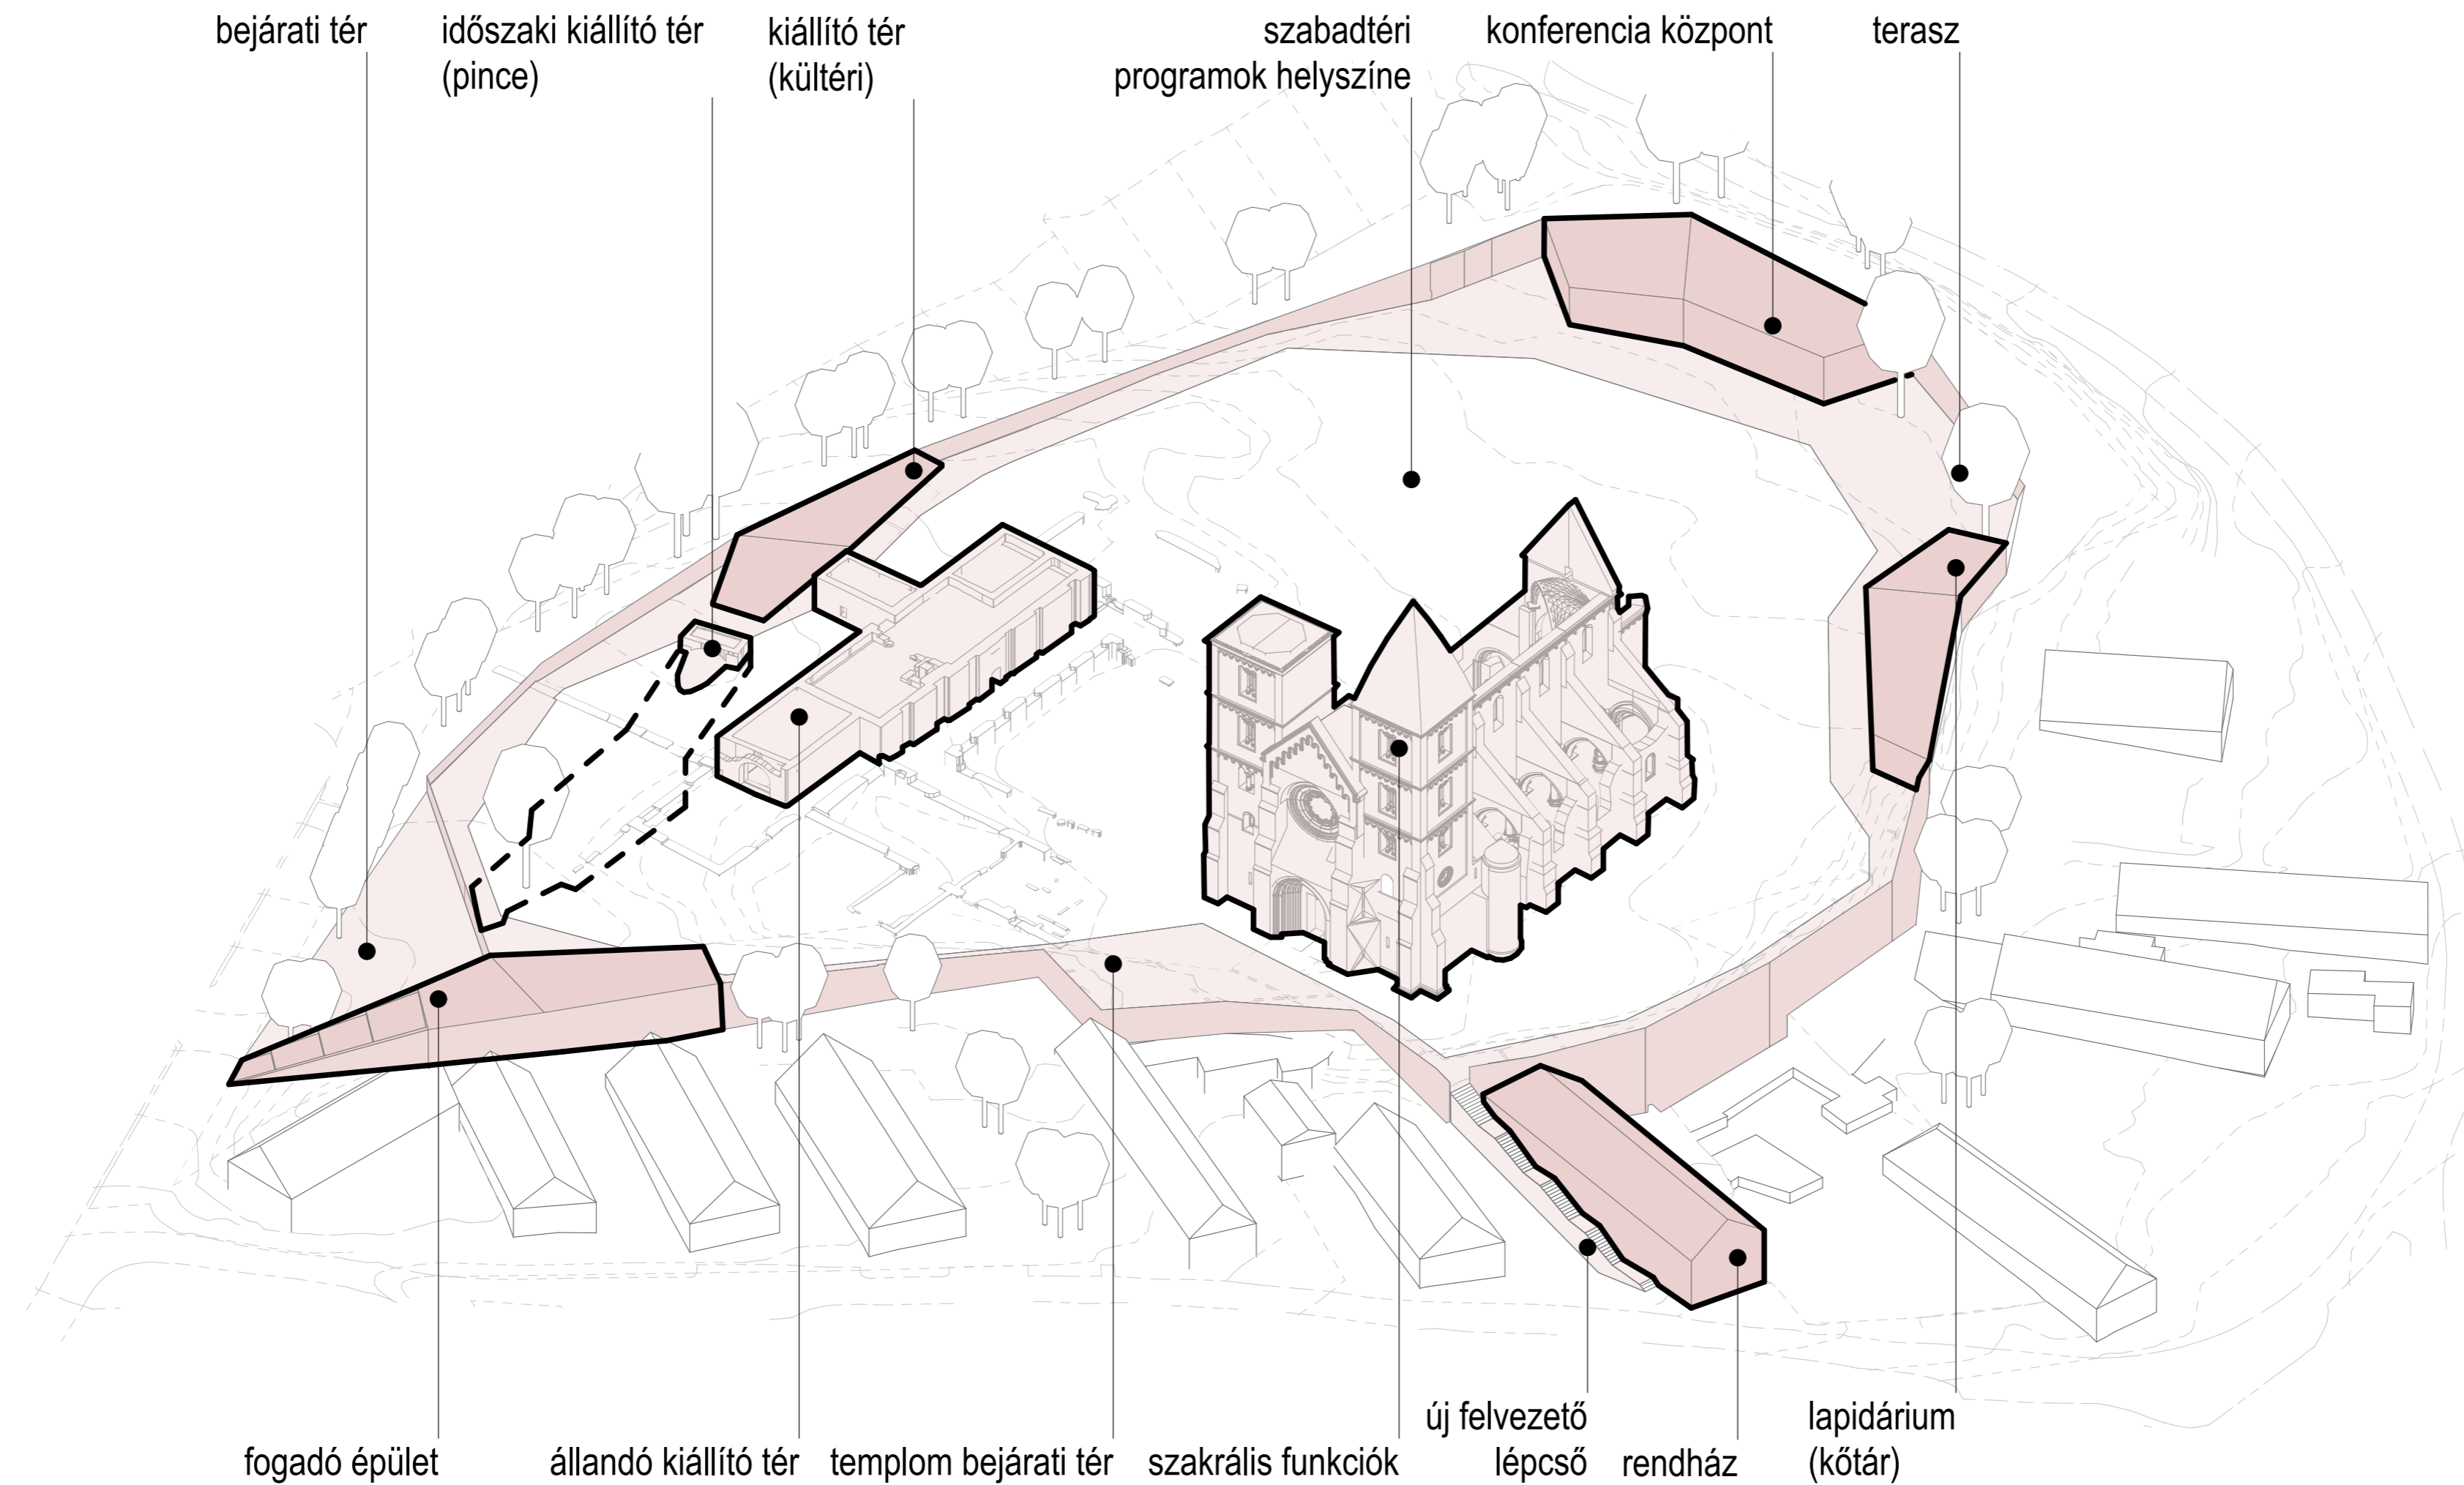 bejárati tér
időszaki kiállító tér
(pince)
kiállító tér
(kültéri)
szabadtéri
programok helyszíne
konferencia központ
terasz
fogadó épület
állandó kiállító tér
templom bejárati tér
szakrális funkciók
új felvezető
lépcső
rendház
lapidárium
(kőtár)